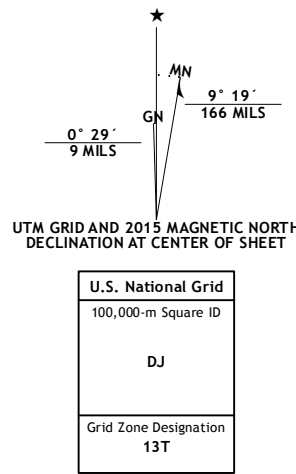 MN
GN
9° 19´
166 MILS
0° 29´
9 MILS
UTM GRID AND 2015 MAGNETIC NORTH
DECLINATION AT CENTER OF SHEET
U.S. National Grid
100,000-m Square ID
DJ
Grid Zone Designation
13T